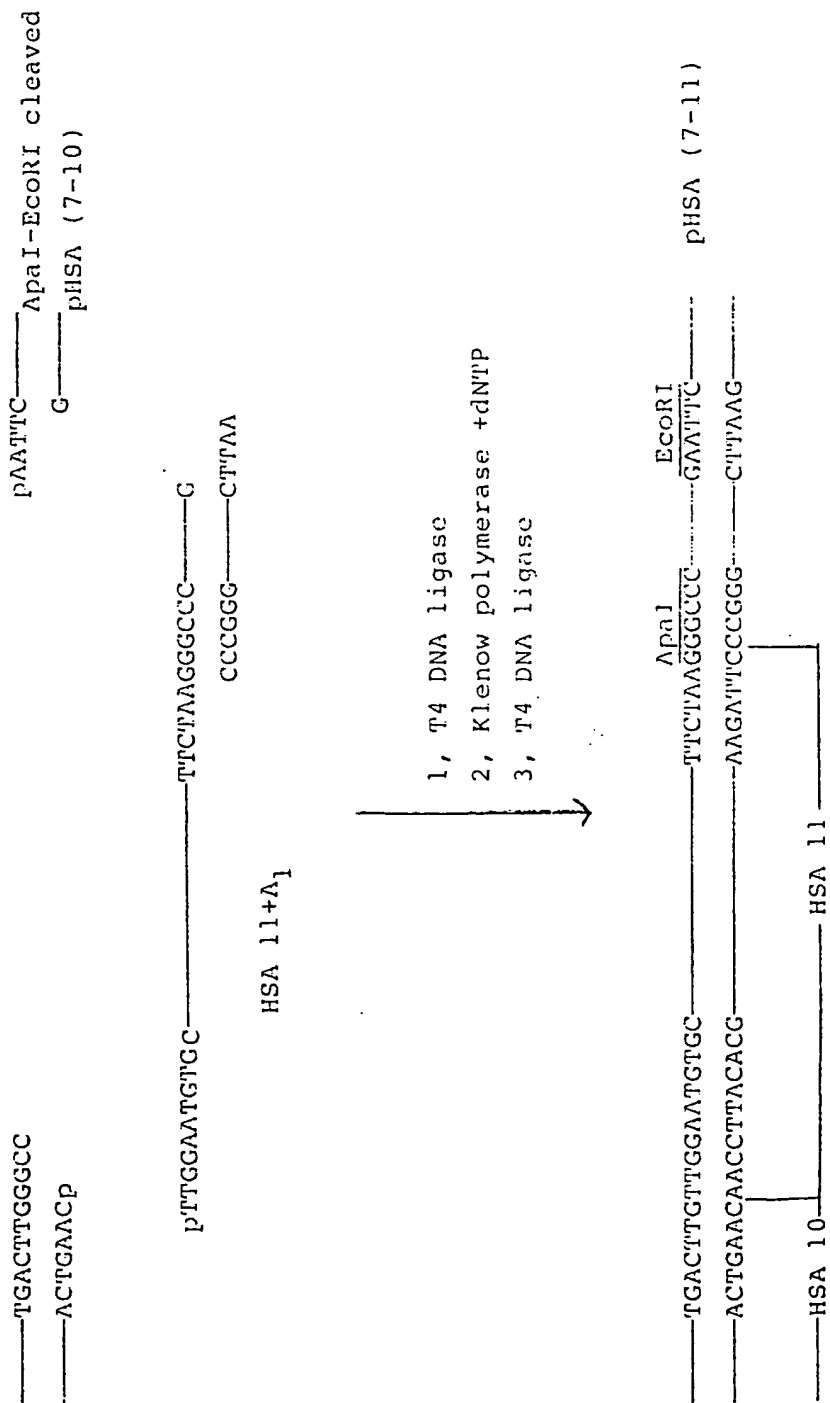 TGACTTGGGCC
ACTGAACp
pAATTC
ApaI-EcoRI cleaved
G
pHSA (7-10)
pTTGGAATGTGC
TTCTAAGGGCCC
G
CCCGGG
CTTAA
HSA 11+A1
1, T4 DNA ligase
2, Klenow polymerase +dNTP
3, T4 DNA ligase
ApaI
EcoRI
TGACTTGTTGGAATGTGC
TTCTAAGGGCCC
GAATTC
pHSA (7-11)
ACTGAACAACCTTACACG
AAGATTCCCGGG
CTTAAG
HSA 10
HSA 11